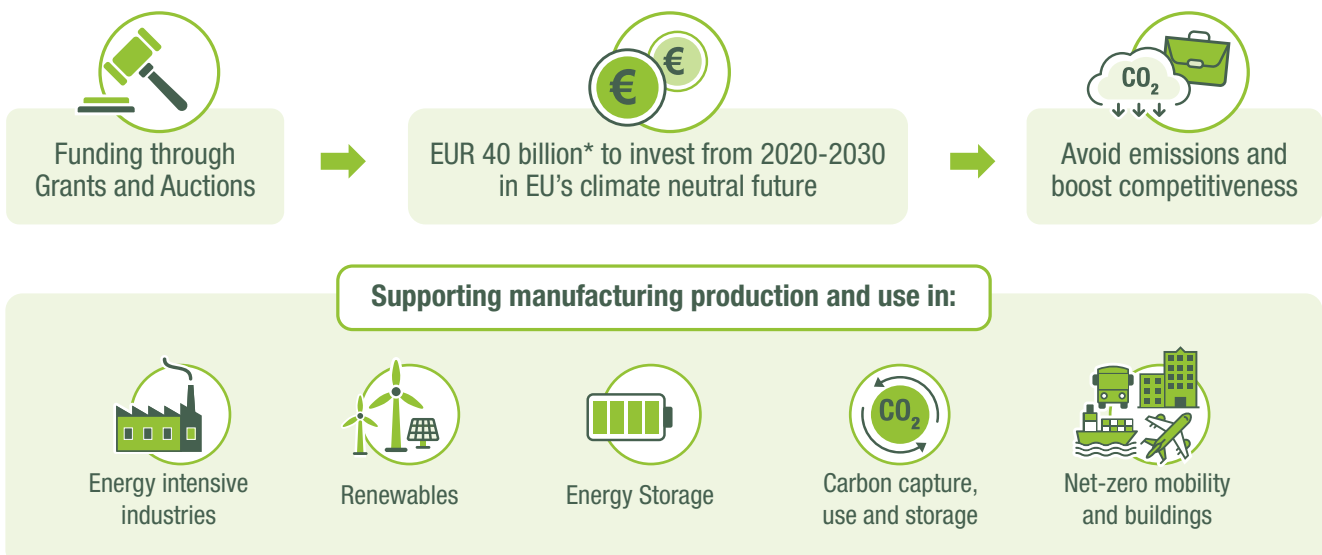 €
€
CO₂
Funding through
Grants and Auctions
EUR 40 billion* to invest from 2020-2030
in EU's climate neutral future
Avoid emissions and
boost competitiveness
Supporting manufacturing production and use in:
CO₂
Energy intensive
industries
Renewables
Energy Storage
Carbon capture,
use and storage
Net-zero mobility
and buildings